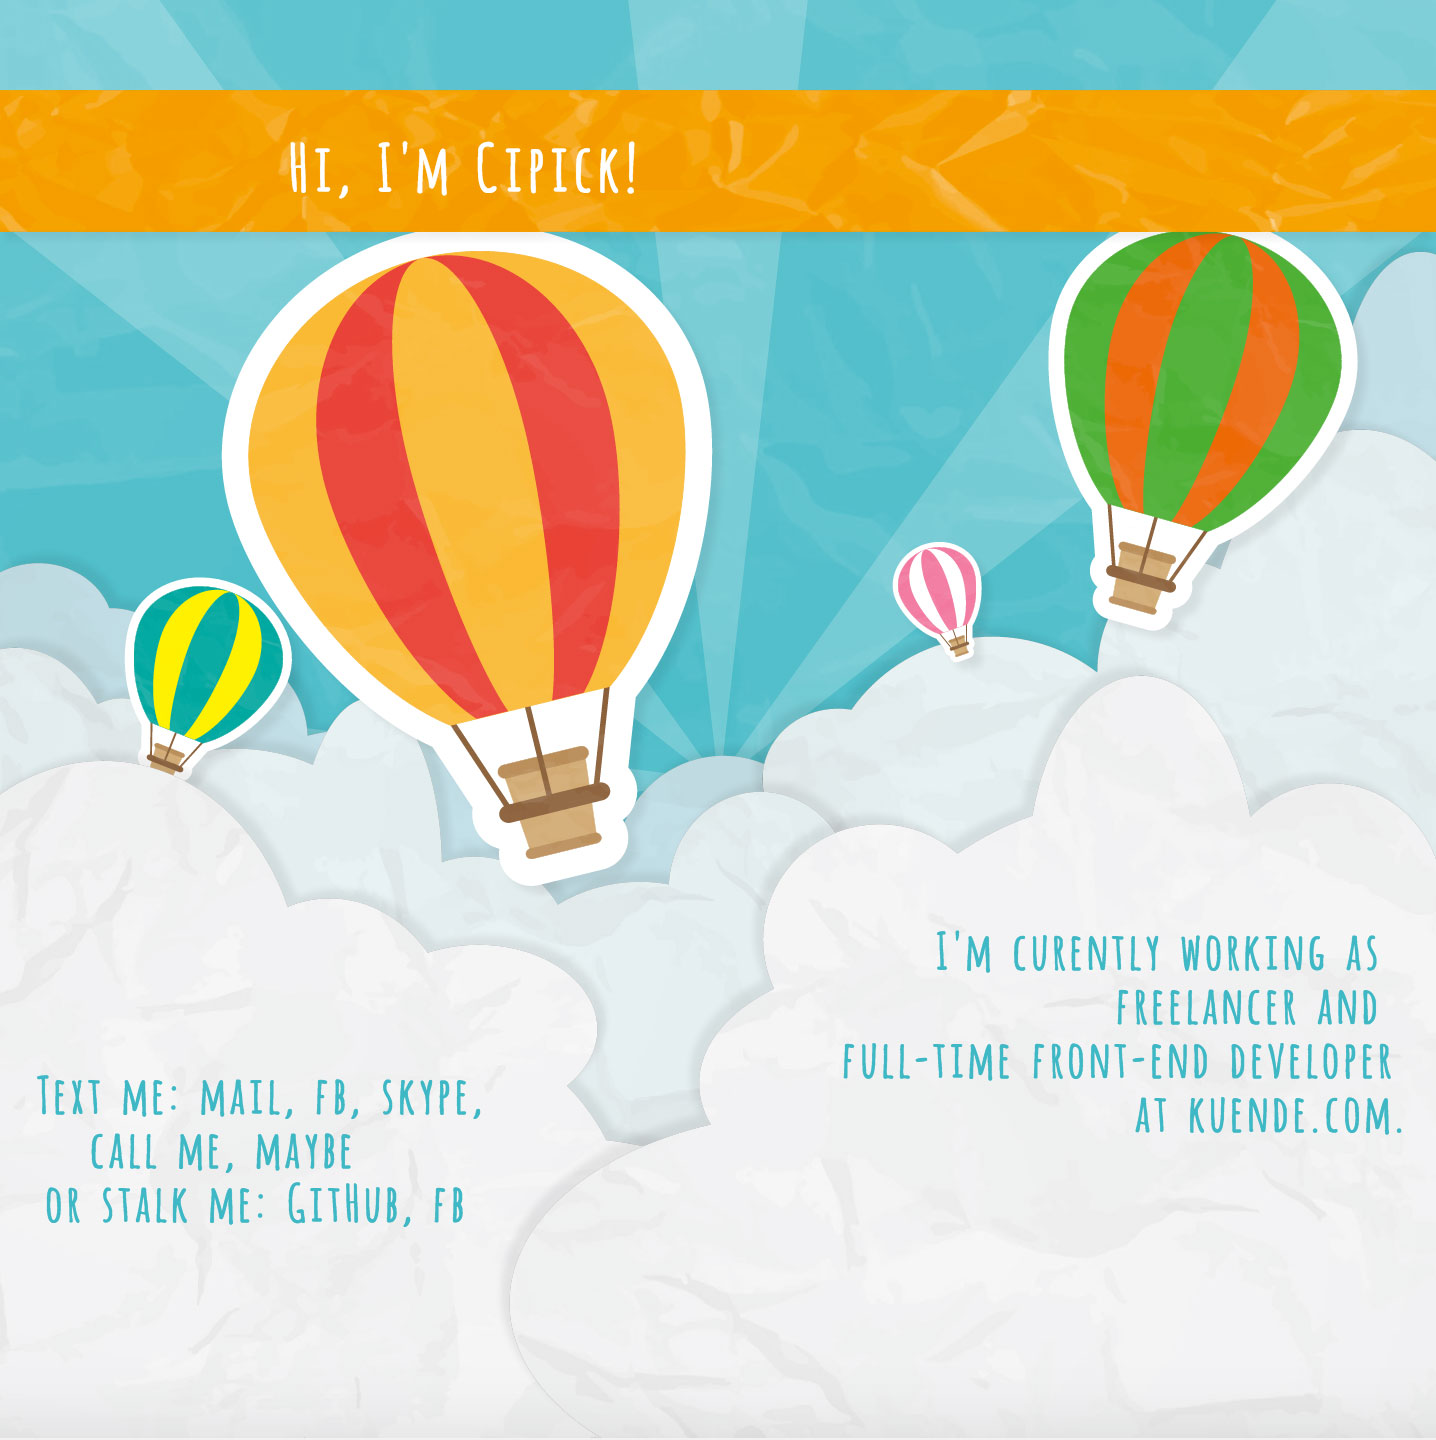 Hi, I'm Cipick!
I'm curently working as
freelancer and
full-time front-end developer
at kuende.com.
Text me: mail, fb, skype,
call me, maybe
or stalk me: GitHub, fb